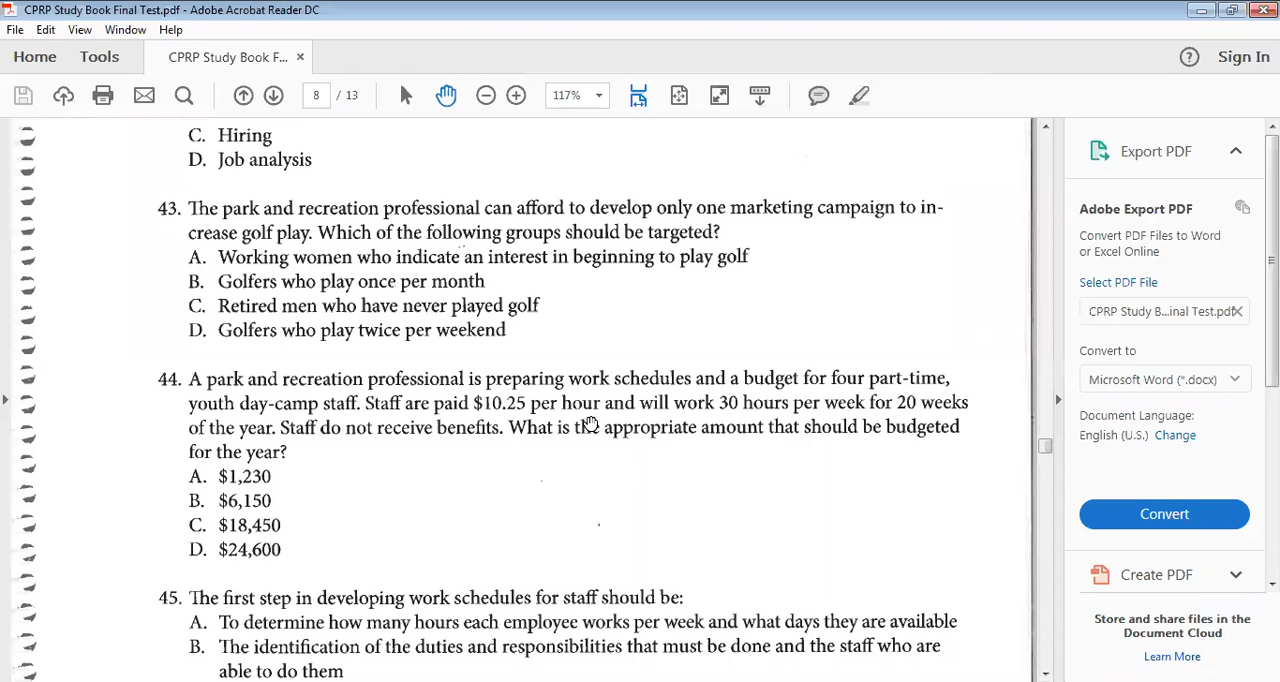 CPRP Study Book Final Test.pdf - Adobe Acrobat Reader DC
File Edit View Window Help
Home Tools CPRP Study Book F... × Sign In
8 / 13 117%
C. Hiring
D. Job analysis
43. The park and recreation professional can afford to develop only one marketing campaign to in-
crease golf play. Which of the following groups should be targeted?
A. Working women who indicate an interest in beginning to play golf
B. Golfers who play once per month
C. Retired men who have never played golf
D. Golfers who play twice per weekend
44. A park and recreation professional is preparing work schedules and a budget for four part-time,
youth day-camp staff. Staff are paid $10.25 per hour and will work 30 hours per week for 20 weeks
of the year. Staff do not receive benefits. What is the appropriate amount that should be budgeted
for the year?
A. $1,230
B. $6,150
C. $18,450
D. $24,600
45. The first step in developing work schedules for staff should be:
A. To determine how many hours each employee works per week and what days they are available
B. The identification of the duties and responsibilities that must be done and the staff who are
able to do them
Export PDF
Adobe Export PDF
Convert PDF Files to Word
or Excel Online
Select PDF File
CPRP Study B...inal Test.pdf
Convert to
Microsoft Word (*.docx)
Document Language:
English (U.S.) Change
Convert
Create PDF
Store and share files in the
Document Cloud
Learn More